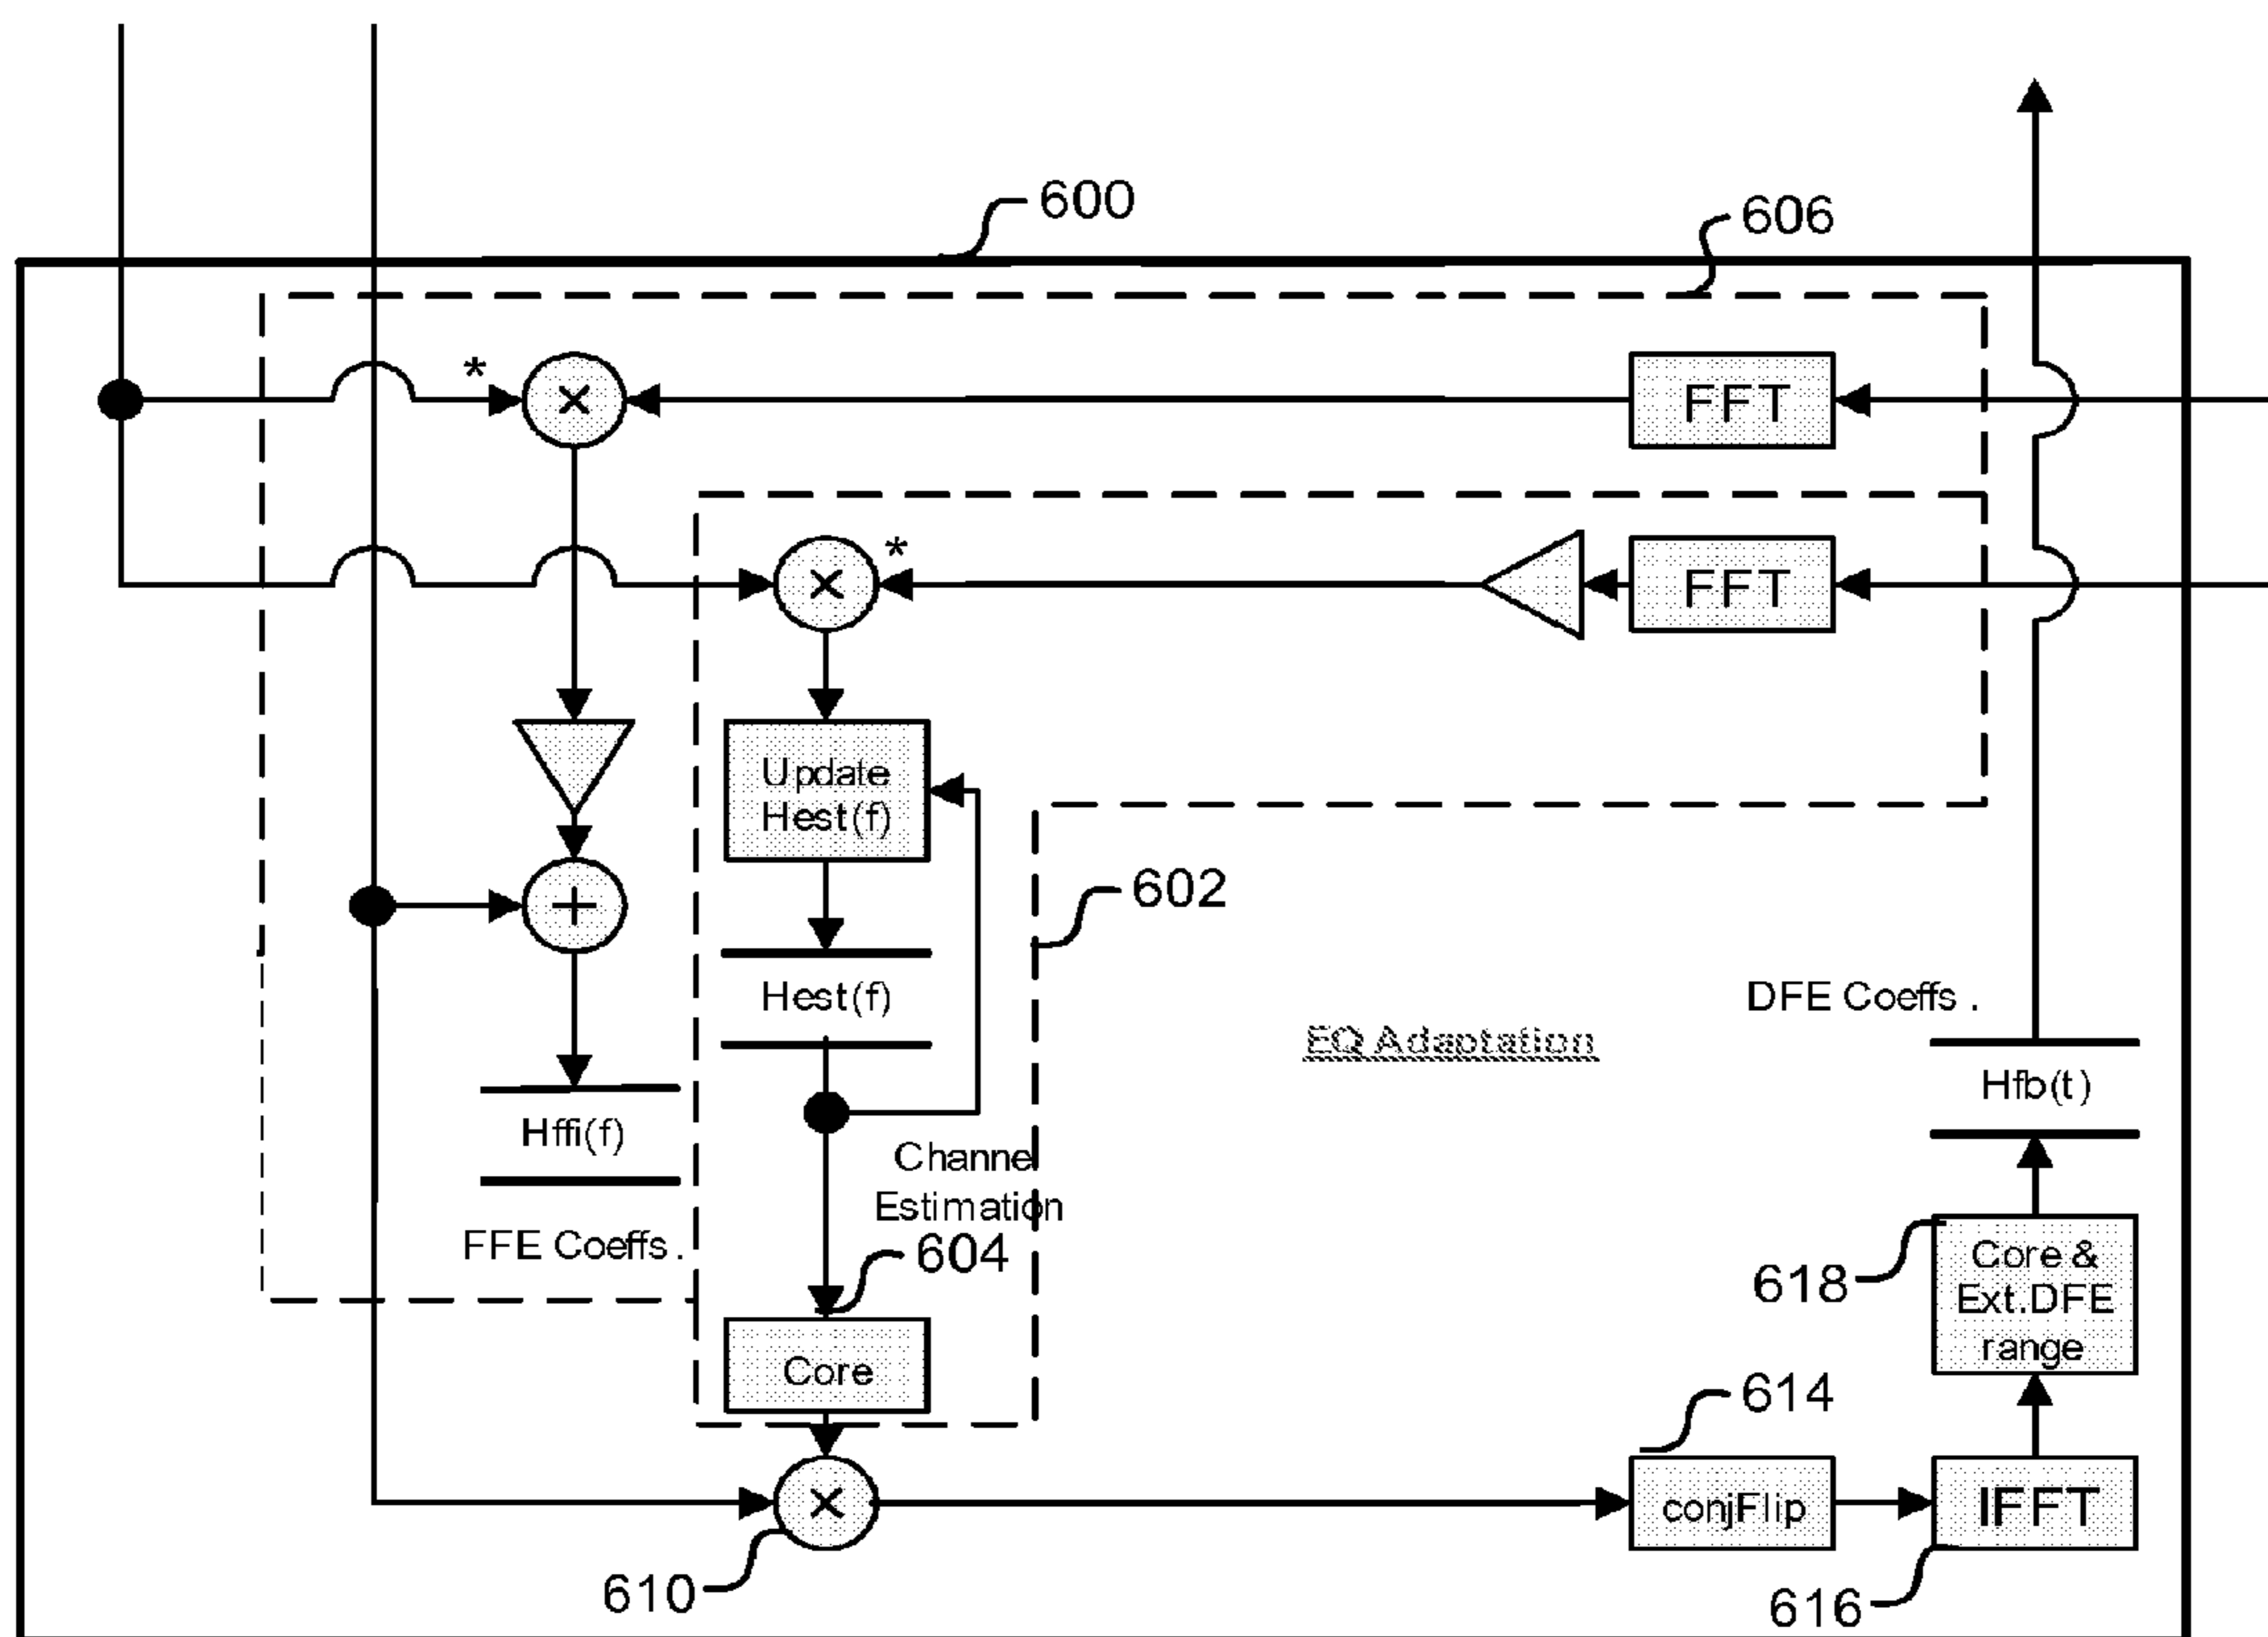 600
606
*
×
FFT
*
×
FFT
Update
Hest(f)
+
602
Hest(f)
DFE Coeffs .
EQ Adaptation
Hfb(t)
Hffi(f)
Channel
Estimation
FFE Coeffs .
604
618
Core &
Ext.DFE
range
Core
614
×
conjFlip
IFFT
610
616